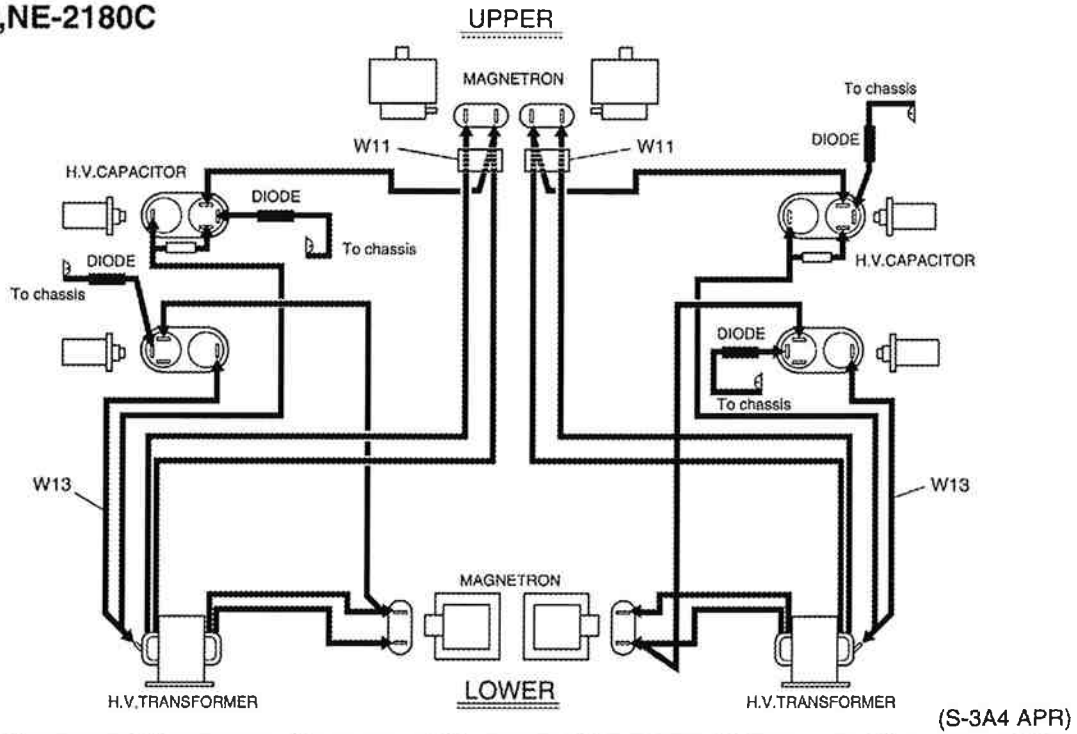 ,NE-2180C
UPPER
MAGNETRON
To chassis
W11
W11
DIODE
H.V.CAPACITOR
DIODE
To chassis
DIODE
H.V.CAPACITOR
To chassis
DIODE
To chassis
W13
W13
MAGNETRON
H.V.TRANSFORMER
LOWER
H.V.TRANSFORMER
(S-3A4 APR)